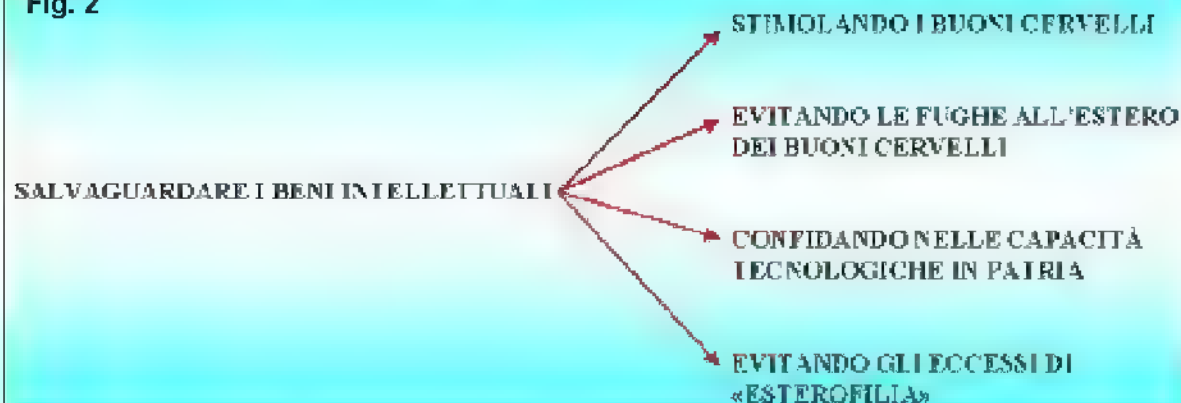 Fig. 2
STIMOLANDO I BUONI CERVELLI
EVITANDO LE FUGHE ALL'ESTERO
DEI BUONI CERVELLI
SALVAGUARDARE I BENI INTELLETTUALI
CONFIDANDO NELLE CAPACITÀ
TECNOLOGICHE IN PATRIA
EVITANDO GLI ECCESSI DI
«ESTEROFILIA»